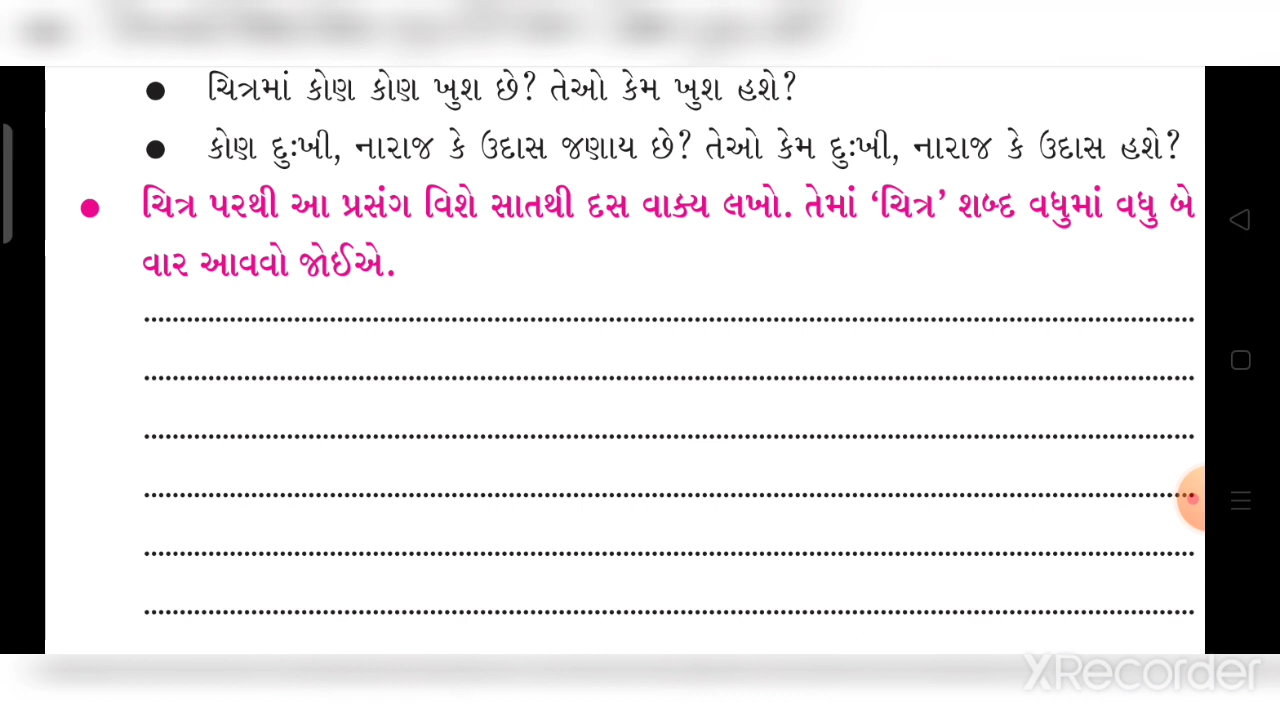 ● ચિત્રમાં કોણ કોણ ખુશ છે? તેઓ કેમ ખુશ હશે?
● કોણ દુઃખી, નારાજ કે ઉદાસ જણાય છે? તેઓ કેમ દુઃખી, નારાજ કે ઉદાસ હશે?
● ચિત્ર પરથી આ પ્રસંગ વિશે સાતથી દસ વાક્ય લખો. તેમાં ‘ચિત્ર’ શબ્દ વધુમાં વધુ બે
વાર આવવો જોઈએ.
XRecorder